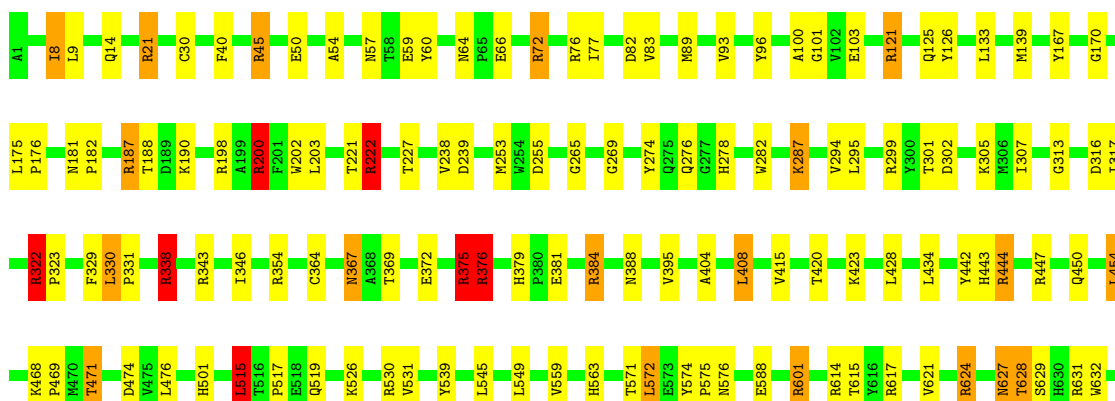 A1 I8 L9 Q14 R21 C30 F40 R45 E50 A54 N57 T58 E59 Y60 N64 P65 E66 R72 R76 I77 D82 V83 M89 V93 Y96 A100 G101 V102 E103 R121 Q125 Y126 L133 M139 Y167 G170
L175 P176 N181 P182 R187 T188 D189 K190 R198 A199 R200 F201 W202 L203 T221 R222 T227 V238 D239 M253 W254 D255 G265 G269 Y274 Q275 Q276 G277 H278 W282 K287 V294 L295 R299 Y300 T301 D302 K305 M306 I307 G313 D316
R322 P323 F329 L330 P331 R338 R343 I346 R354 C364 N367 A368 T369 E372 R375 R376 H379 P380 E381 R384 N388 V395 A404 L408 V415 T420 K423 L428 L434 Y442 H443 R444 R447 Q450 L454
K468 P469 M470 T471 D474 V475 L476 H501 L515 T516 P517 E518 Q519 K526 R530 V531 Y539 L545 L549 V559 H563 T571 L572 E573 Y574 P575 N576 E588 R601 R614 T615 Y616 R617 V621 R624 N627 T628 S629 H630 R631 W632